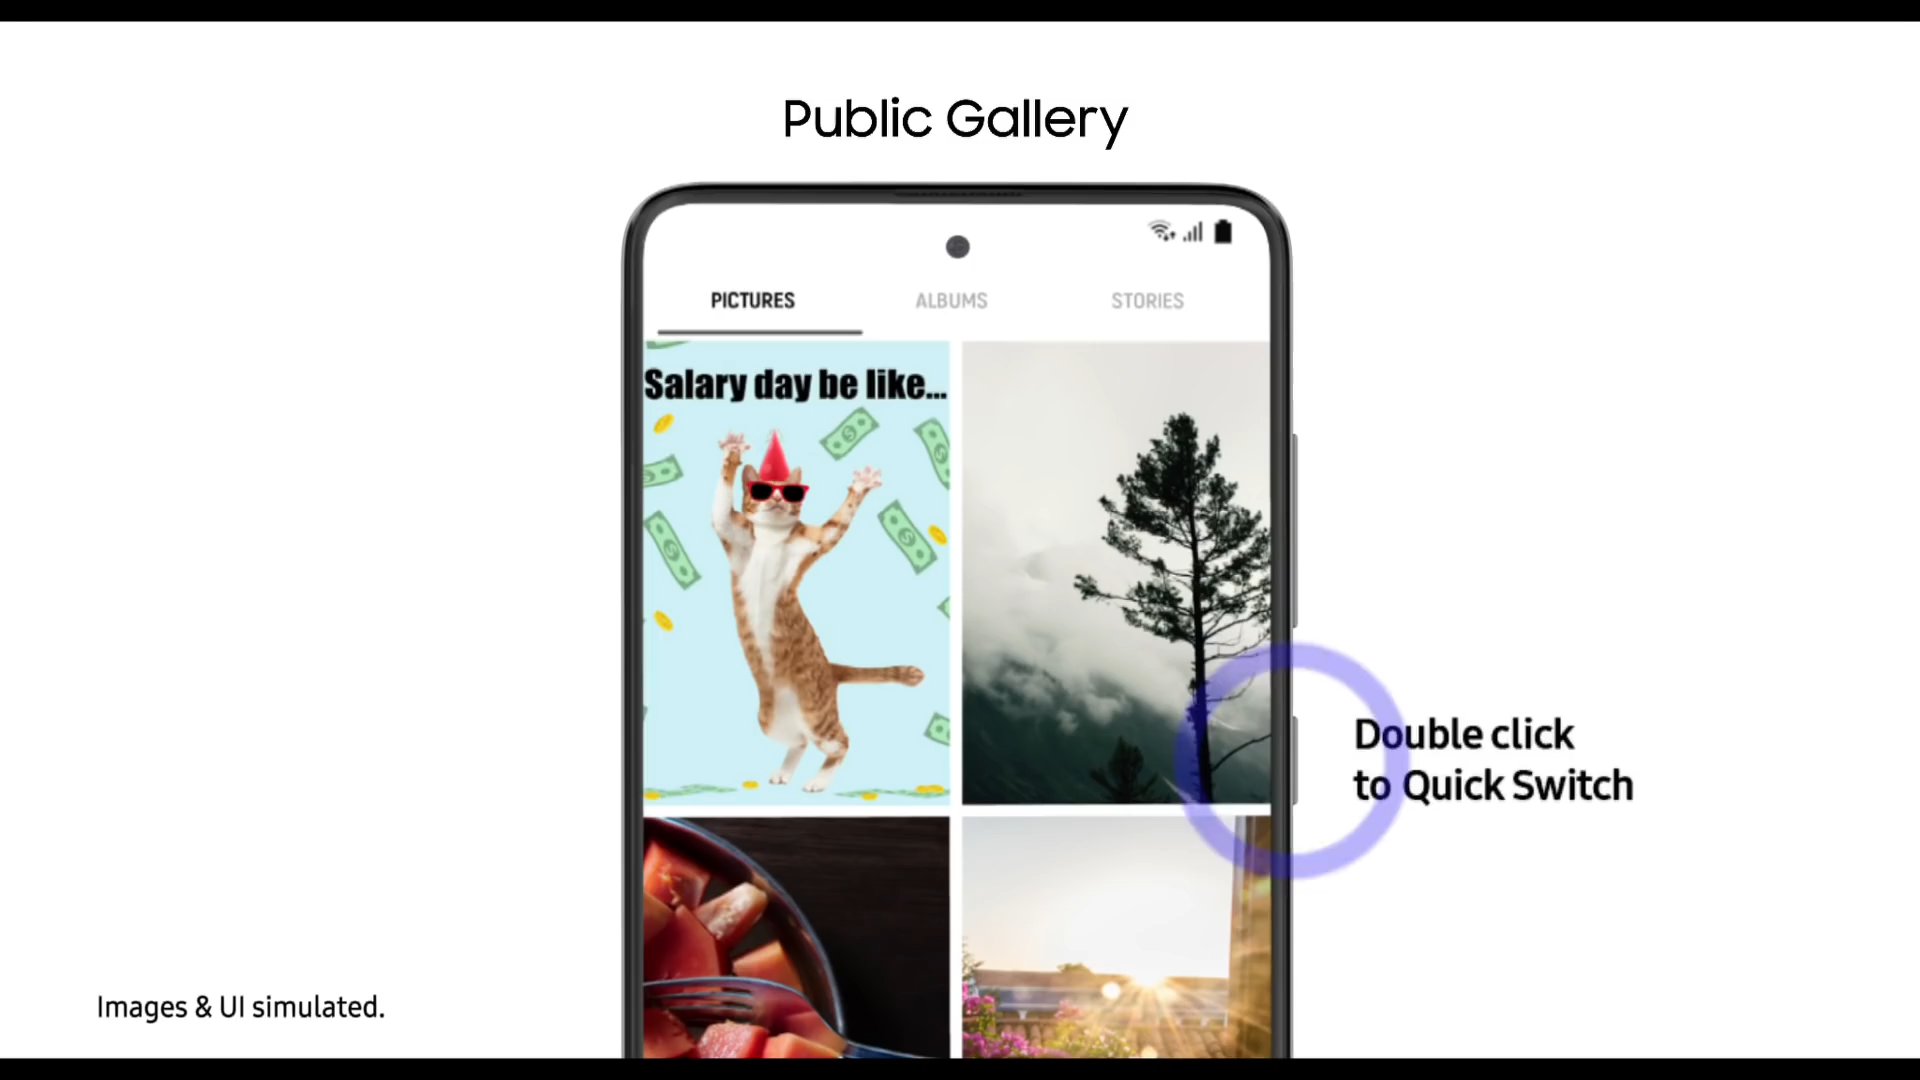 Public Gallery
PICTURES
ALBUMS
STORIES
Salary day be like...
Double click
to Quick Switch
Images & UI simulated.